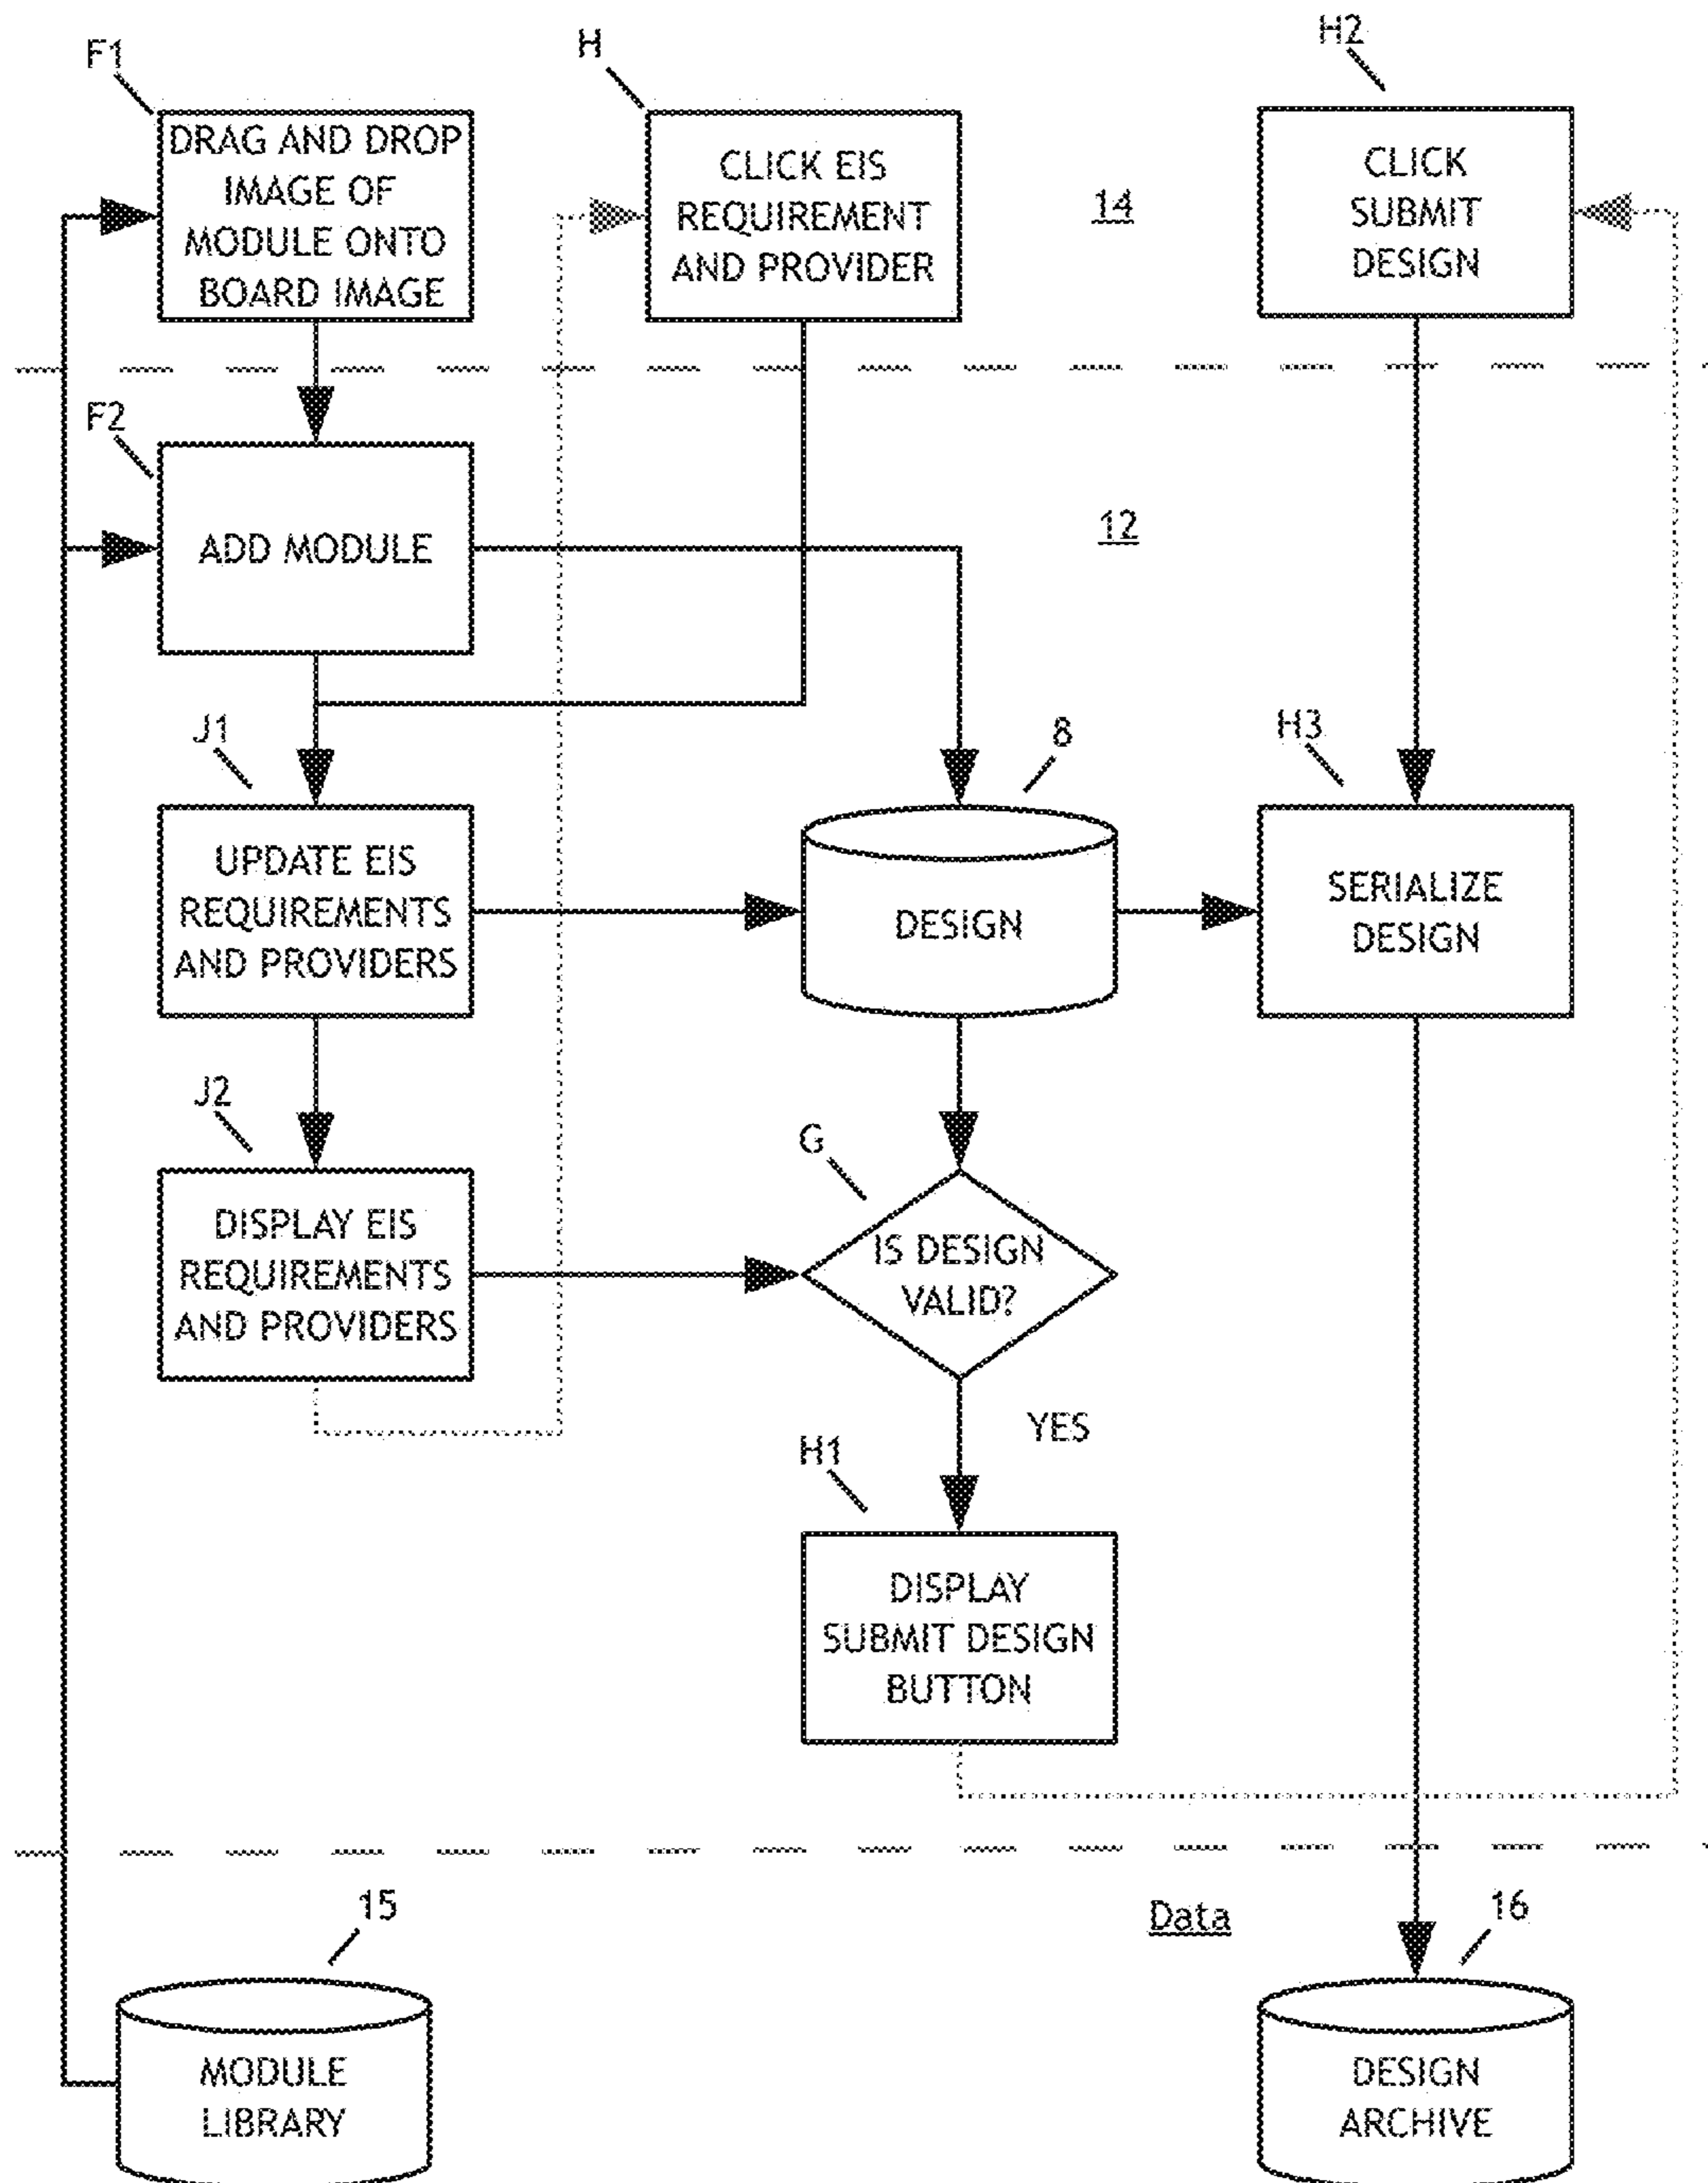 F1
H
H2
DRAG AND DROP
IMAGE OF
MODULE ONTO
BOARD IMAGE
CLICK EIS
REQUIREMENT
AND PROVIDER
14
CLICK
SUBMIT
DESIGN
F2
ADD MODULE
12
J1
8
H3
UPDATE EIS
REQUIREMENTS
AND PROVIDERS
DESIGN
SERIALIZE
DESIGN
J2
G
DISPLAY EIS
REQUIREMENTS
AND PROVIDERS
IS DESIGN
VALID?
YES
H1
DISPLAY
SUBMIT DESIGN
BUTTON
15
Data
16
MODULE
LIBRARY
DESIGN
ARCHIVE